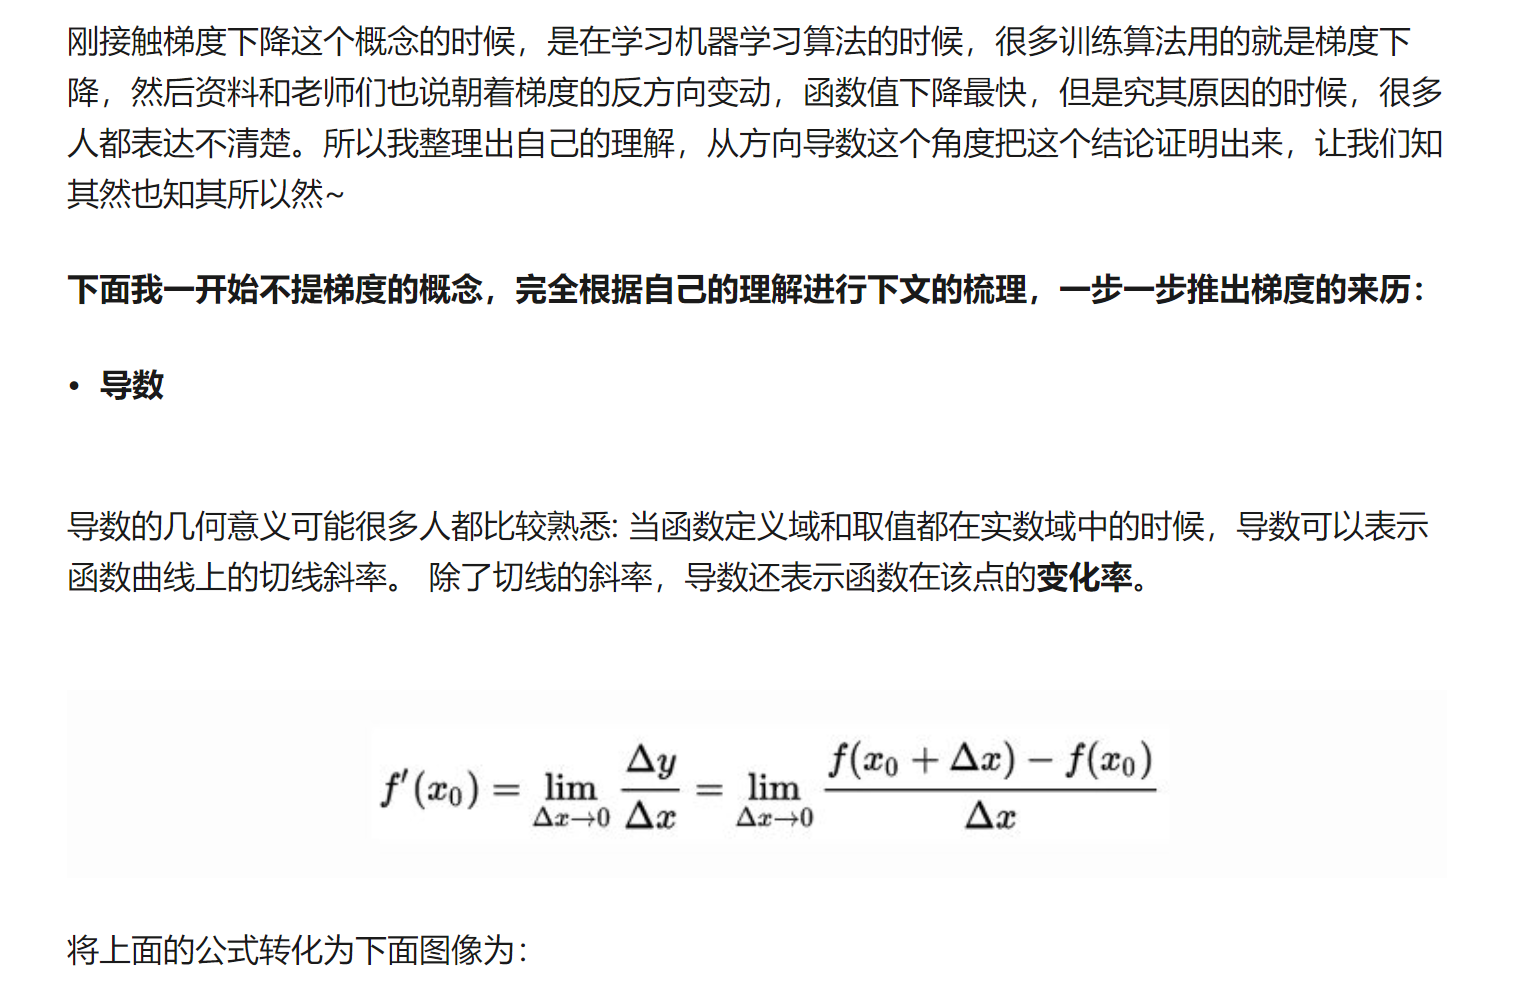 刚接触梯度下降这个概念的时候，是在学习机器学习算法的时候，很多训练算法用的就是梯度下
降，然后资料和老师们也说朝着梯度的反方向变动，函数值下降最快，但是究其原因的时候，很多
人都表达不清楚。所以我整理出自己的理解，从方向导数这个角度把这个结论证明出来，让我们知
其然也知其所以然~
下面我一开始不提梯度的概念，完全根据自己的理解进行下文的梳理，一步一步推出梯度的来历：
• 导数
导数的几何意义可能很多人都比较熟悉: 当函数定义域和取值都在实数域中的时候，导数可以表示
函数曲线上的切线斜率。 除了切线的斜率，导数还表示函数在该点的变化率。
f′(x₀) = lim_{Δx→0} Δy/Δx = lim_{Δx→0} (f(x₀ + Δx) − f(x₀))/Δx
将上面的公式转化为下面图像为：